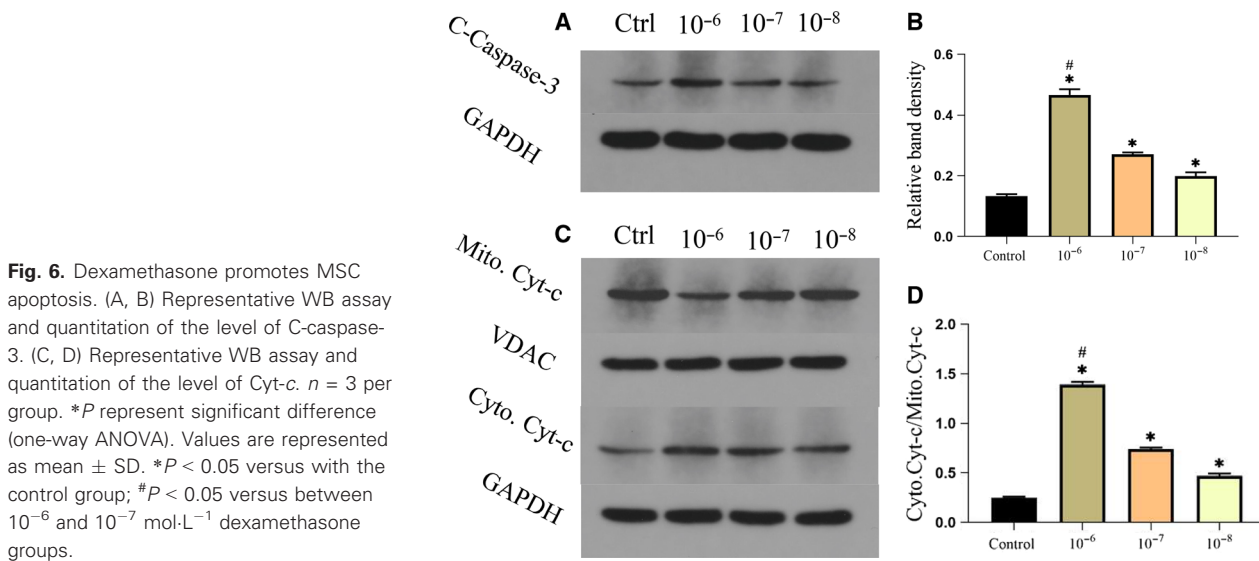 Fig. 6. Dexamethasone promotes MSC
apoptosis. (A, B) Representative WB assay
and quantitation of the level of C-caspase-
3. (C, D) Representative WB assay and
quantitation of the level of Cyt-c. n = 3 per
group. *P represent significant difference
(one-way ANOVA). Values are represented
as mean ± SD. *P < 0.05 versus with the
control group; #P < 0.05 versus between
10⁻⁶ and 10⁻⁷ mol·L⁻¹ dexamethasone
groups.
A
Ctrl 10⁻⁶ 10⁻⁷ 10⁻⁸
C-Caspase-3
GAPDH
B
Relative band density
0.6
0.4
0.2
0.0
#
*
*
*
Control 10⁻⁶ 10⁻⁷ 10⁻⁸
C
Ctrl 10⁻⁶ 10⁻⁷ 10⁻⁸
Mito. Cyt-c
VDAC
Cyto. Cyt-c
GAPDH
D
Cyto.Cyt-c/Mito.Cyt-c
2.0
1.5
1.0
0.5
0.0
#
*
*
*
Control 10⁻⁶ 10⁻⁷ 10⁻⁸